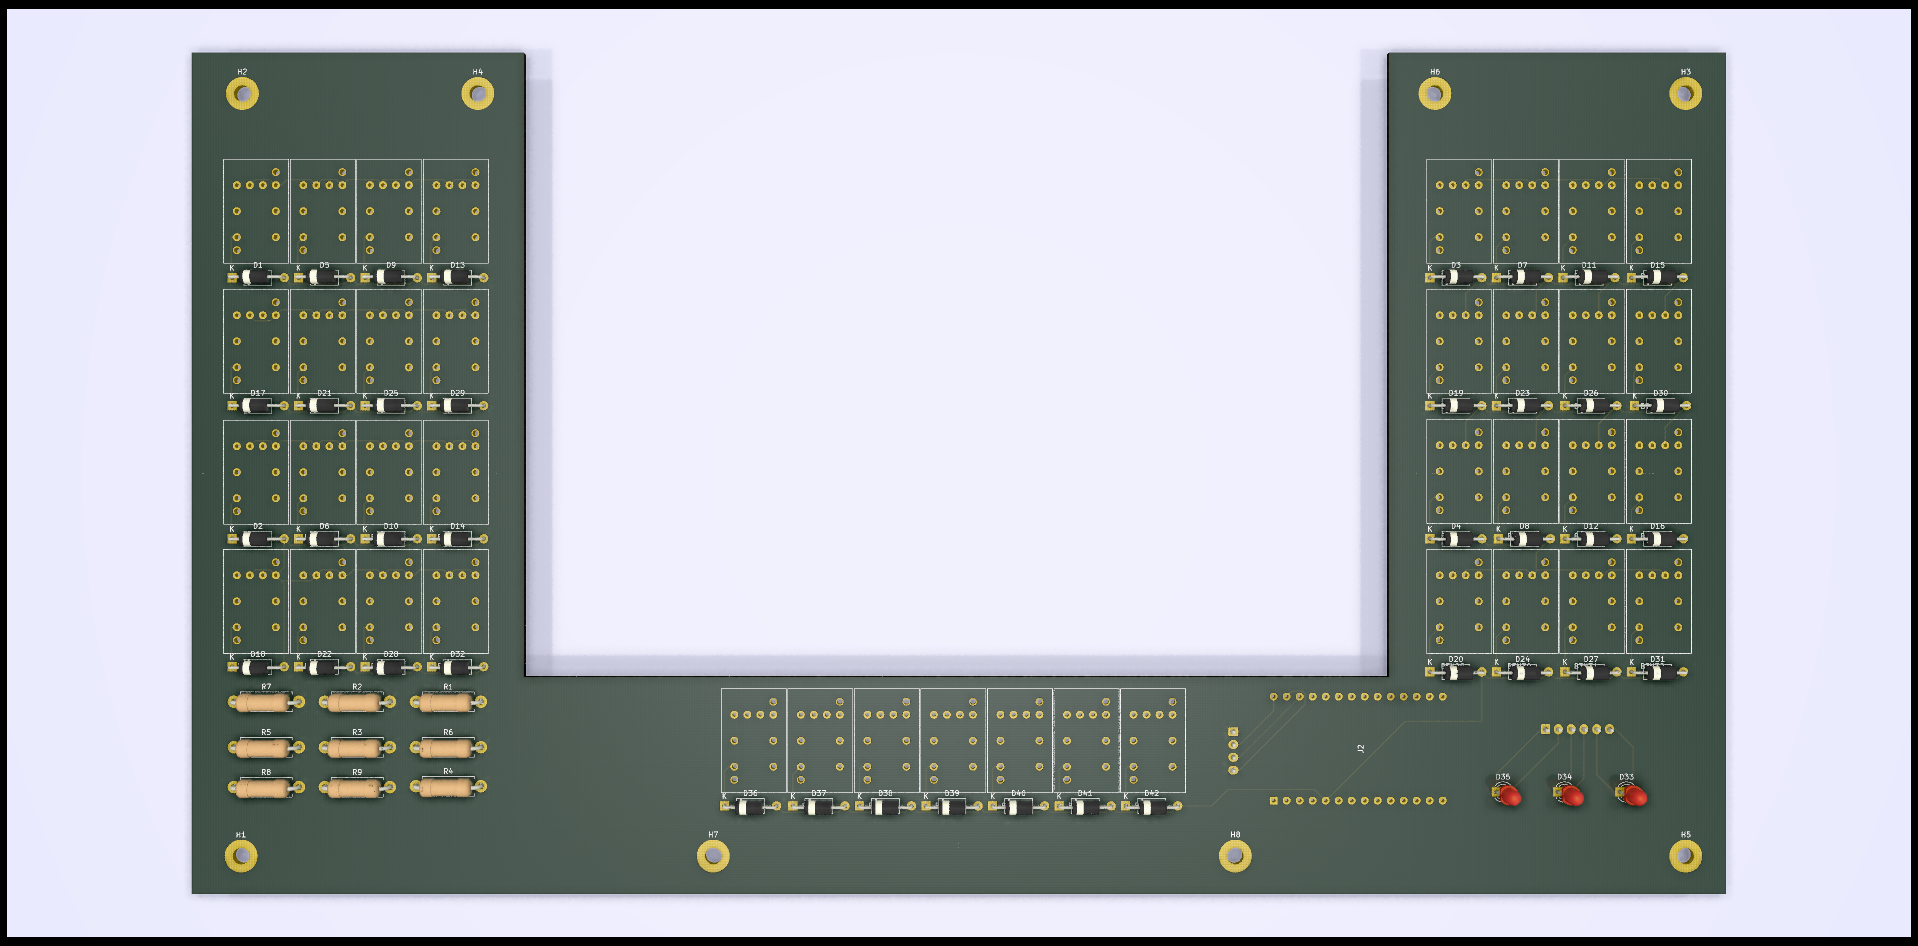 H2 H4 H6 H3
K D1 K D5 K D9 K D13 K D3 K D7 K D11 K D15
K D17 K D21 K D25 K D29 K D19 K D23 K D26 K D30
K D2 K D6 K D10 K D14 K D4 K D8 K D12 K D16
K D18 K D22 K D28 K D32 K D20 K D24 K D27 K D31
R7 R2 R1
R5 R3 R6 J2
R8 R9 R4 D35 D34 D33
K D36 K D37 K D38 K D39 K D40 K D41 K D42
H1 H7 H8 H5